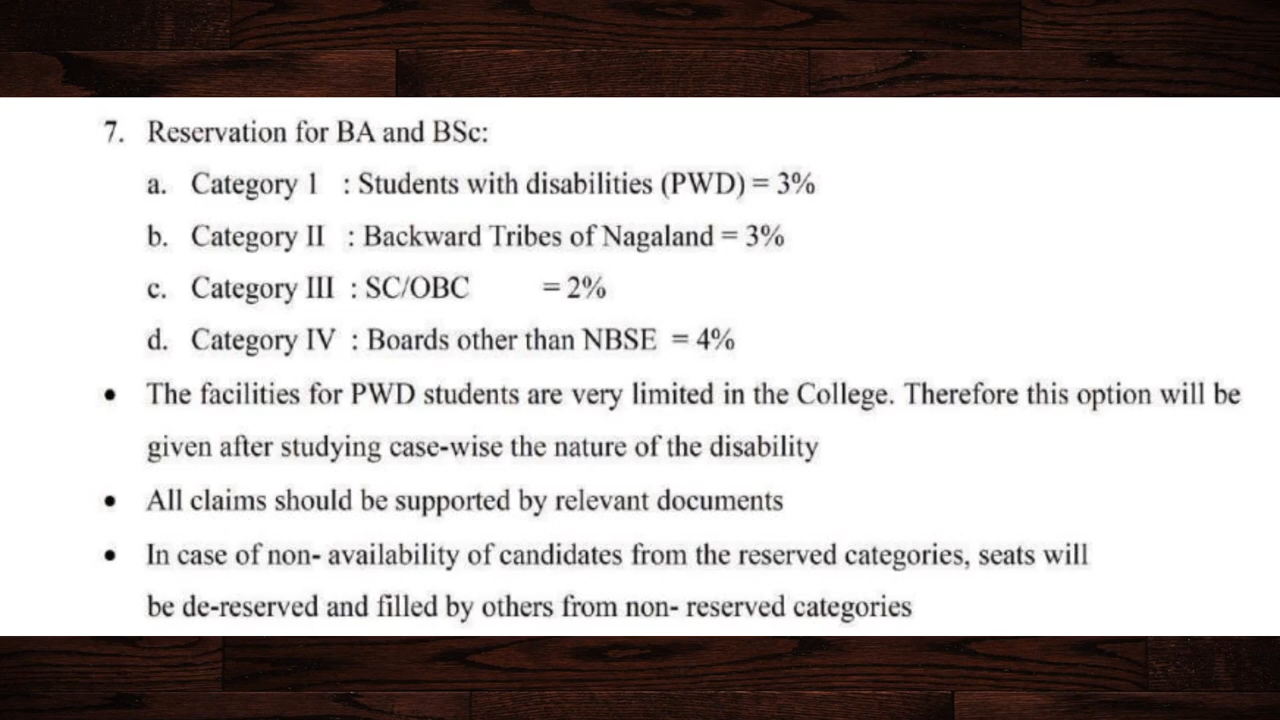 7. Reservation for BA and BSc:
a. Category 1 : Students with disabilities (PWD) = 3%
b. Category II : Backward Tribes of Nagaland = 3%
c. Category III : SC/OBC = 2%
d. Category IV : Boards other than NBSE = 4%
• The facilities for PWD students are very limited in the College. Therefore this option will be
given after studying case-wise the nature of the disability
• All claims should be supported by relevant documents
• In case of non- availability of candidates from the reserved categories, seats will
be de-reserved and filled by others from non- reserved categories